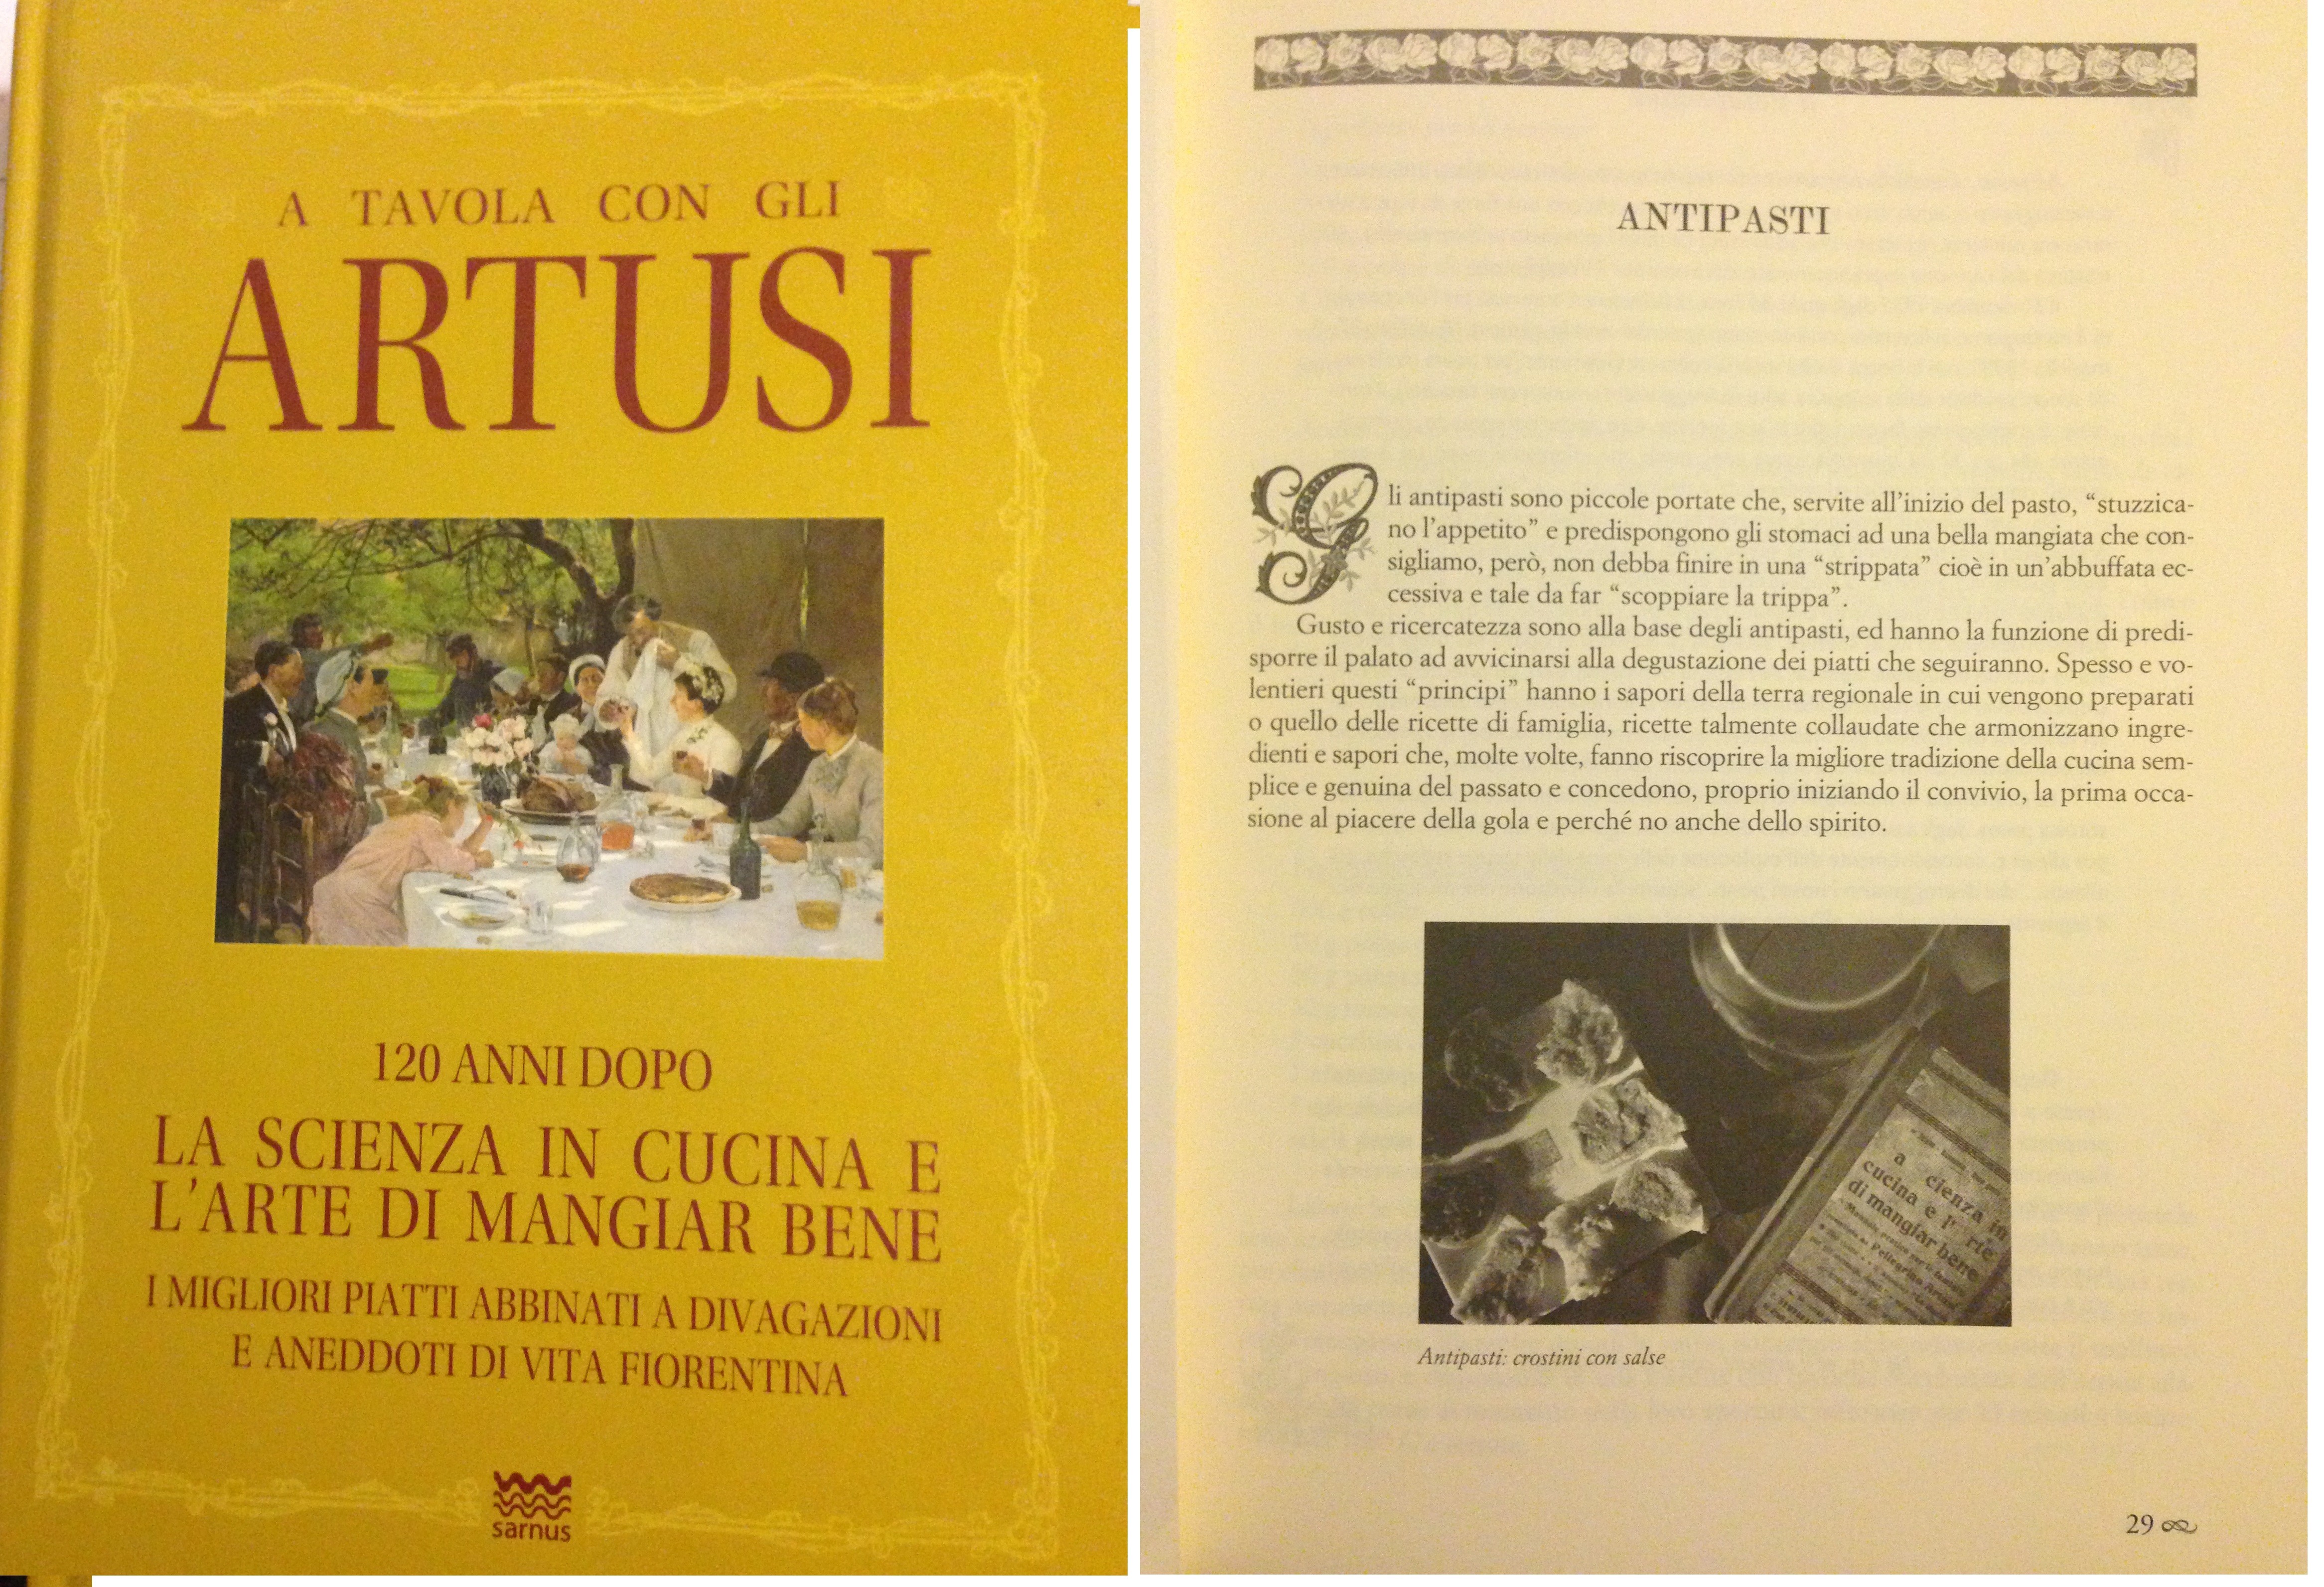 A TAVOLA CON GLI
ARTUSI
120 ANNI DOPO
LA SCIENZA IN CUCINA E
L'ARTE DI MANGIAR BENE
I MIGLIORI PIATTI ABBINATI A DIVAGAZIONI
E ANEDDOTI DI VITA FIORENTINA
sarnus
ANTIPASTI
Gli antipasti sono piccole portate che, servite all'inizio del pasto, “stuzzica-
no l'appetito” e predispongono gli stomaci ad una bella mangiata che con-
sigliamo, però, non debba finire in una “strippata” cioè in un'abbuffata ec-
cessiva e tale da far “scoppiare la trippa”.
Gusto e ricercatezza sono alla base degli antipasti, ed hanno la funzione di predi-
sporre il palato ad avvicinarsi alla degustazione dei piatti che seguiranno. Spesso e vo-
lentieri questi “principi” hanno i sapori della terra regionale in cui vengono preparati
o quello delle ricette di famiglia, ricette talmente collaudate che armonizzano ingre-
dienti e sapori che, molte volte, fanno riscoprire la migliore tradizione della cucina sem-
plice e genuina del passato e concedono, proprio iniziando il convivio, la prima occa-
sione al piacere della gola e perché no anche dello spirito.
a cienza in
cucina e l' rte
di mangiar bene
Pellegrino Artusi
Antipasti: crostini con salse
29